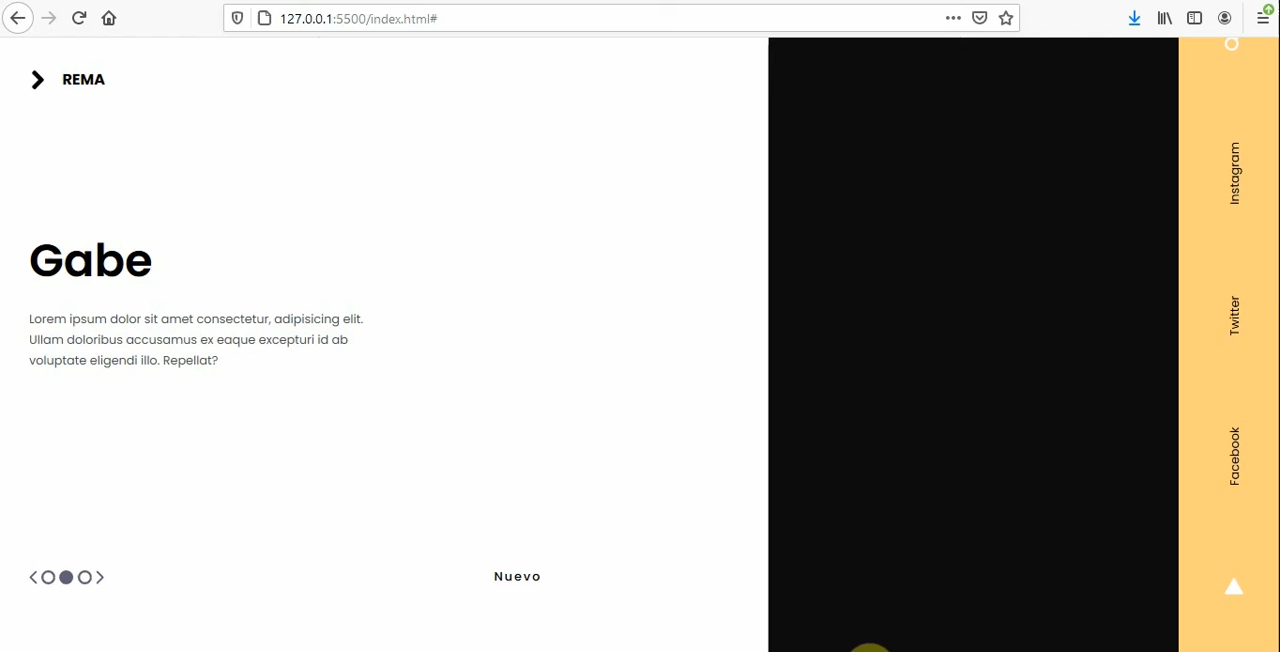 127.0.0.1:5500/index.html#
REMA
Gabe
Lorem ipsum dolor sit amet consectetur, adipisicing elit.
Ullam doloribus accusamus ex eaque excepturi id ab
voluptate eligendi illo. Repellat?
Nuevo
Instagram
Twitter
Facebook